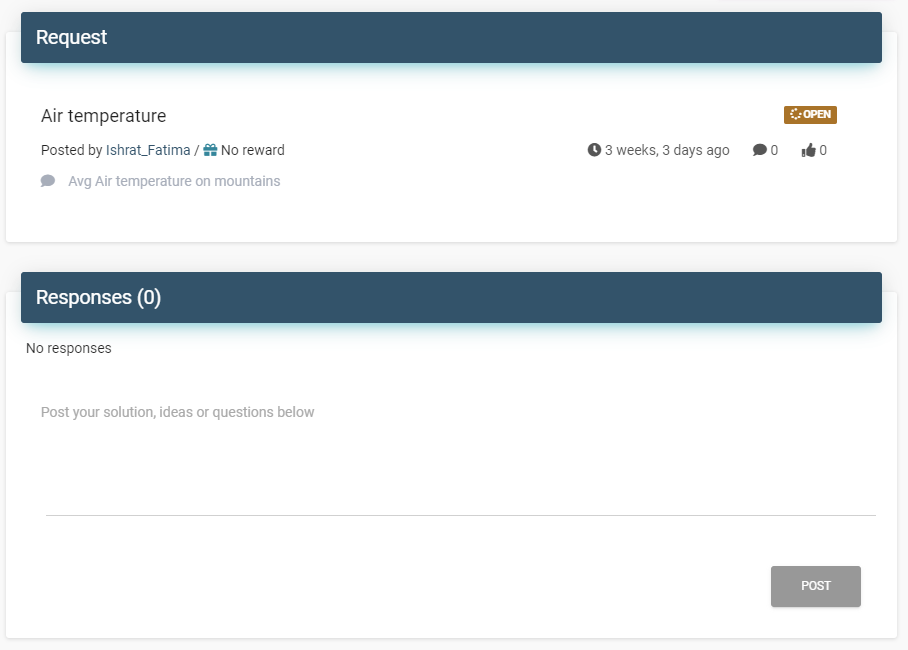 Request
Air temperature
OPEN
Posted by Ishrat_Fatima / No reward
3 weeks, 3 days ago 0 0
Avg Air temperature on mountains
Responses (0)
No responses
Post your solution, ideas or questions below
POST